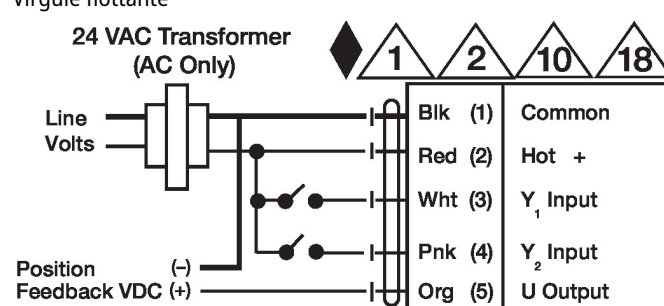 Virgule flottante
24 VAC Transformer
(AC Only)
1 2 10 18
Line
Volts
Blk (1) Common
Red (2) Hot +
Wht (3) Y1 Input
Pnk (4) Y2 Input
Position (–)
Feedback VDC (+)
Org (5) U Output